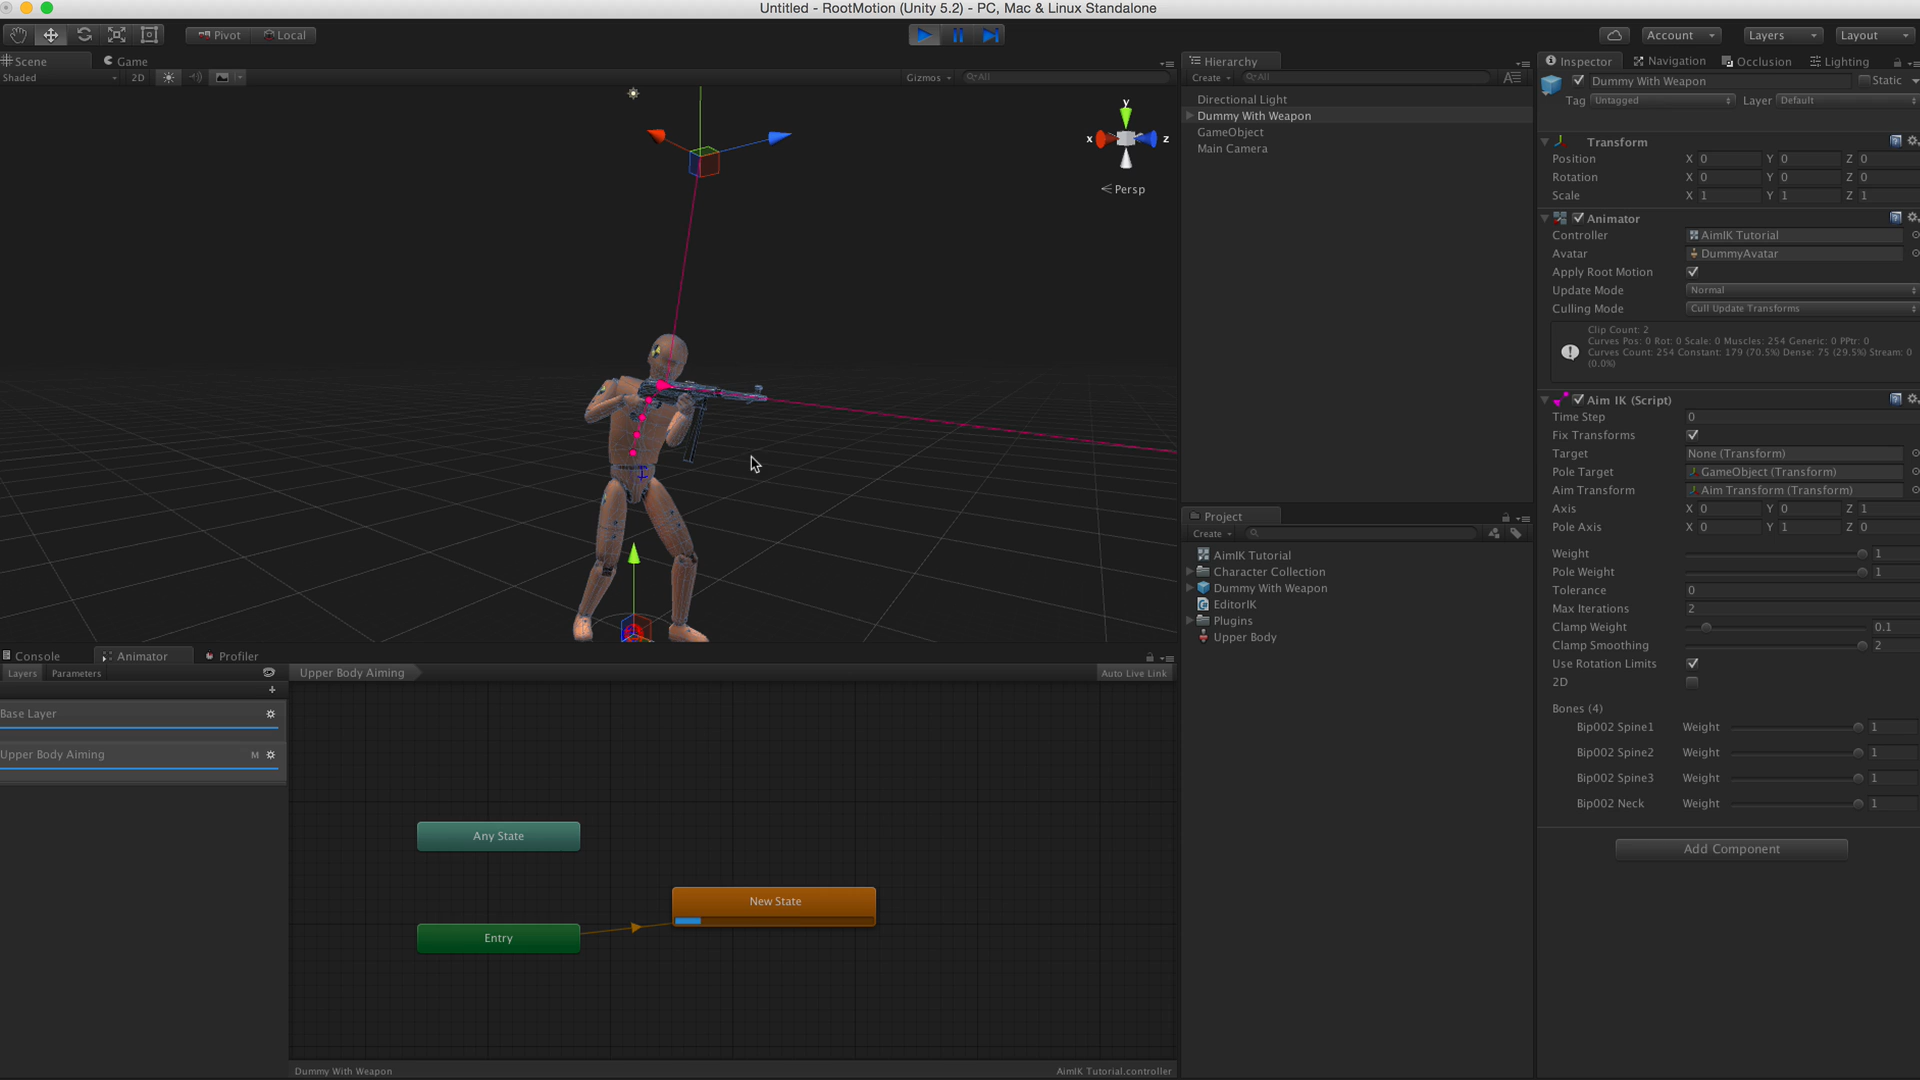 Untitled - RootMotion (Unity 5.2) - PC, Mac & Linux Standalone
Pivot
Local
Account
Layers
Layout
Scene
Game
Shaded
2D
Gizmos
All
y
x
z
Persp
Hierarchy
Create
All
Directional Light
Dummy With Weapon
GameObject
Main Camera
Project
Create
AimIK Tutorial
Character Collection
Dummy With Weapon
EditorIK
Plugins
Upper Body
Inspector
Navigation
Occlusion
Lighting
Dummy With Weapon
Static
Tag Untagged
Layer Default
Transform
Position X 0 Y 0 Z 0
Rotation X 0 Y 0 Z 0
Scale X 1 Y 1 Z 1
Animator
Controller AimIK Tutorial
Avatar DummyAvatar
Apply Root Motion
Update Mode Normal
Culling Mode Cull Update Transforms
Clip Count: 2
Curves Pos: 0 Rot: 0 Scale: 0 Muscles: 254 Generic: 0 PPtr: 0
Curves Count: 254 Constant: 179 (70.5%) Dense: 75 (29.5%) Stream: 0
(0.0%)
Aim IK (Script)
Time Step 0
Fix Transforms
Target None (Transform)
Pole Target GameObject (Transform)
Aim Transform Aim Transform (Transform)
Axis X 0 Y 0 Z 1
Pole Axis X 0 Y 1 Z 0
Weight 1
Pole Weight 1
Tolerance 0
Max Iterations 2
Clamp Weight 0.1
Clamp Smoothing 2
Use Rotation Limits
2D
Bones (4)
Bip002 Spine1 Weight 1
Bip002 Spine2 Weight 1
Bip002 Spine3 Weight 1
Bip002 Neck Weight 1
Add Component
Console
Animator
Profiler
Layers
Parameters
Upper Body Aiming
Auto Live Link
Base Layer
Upper Body Aiming M
Any State
New State
Entry
Dummy With Weapon
AimIK Tutorial.controller